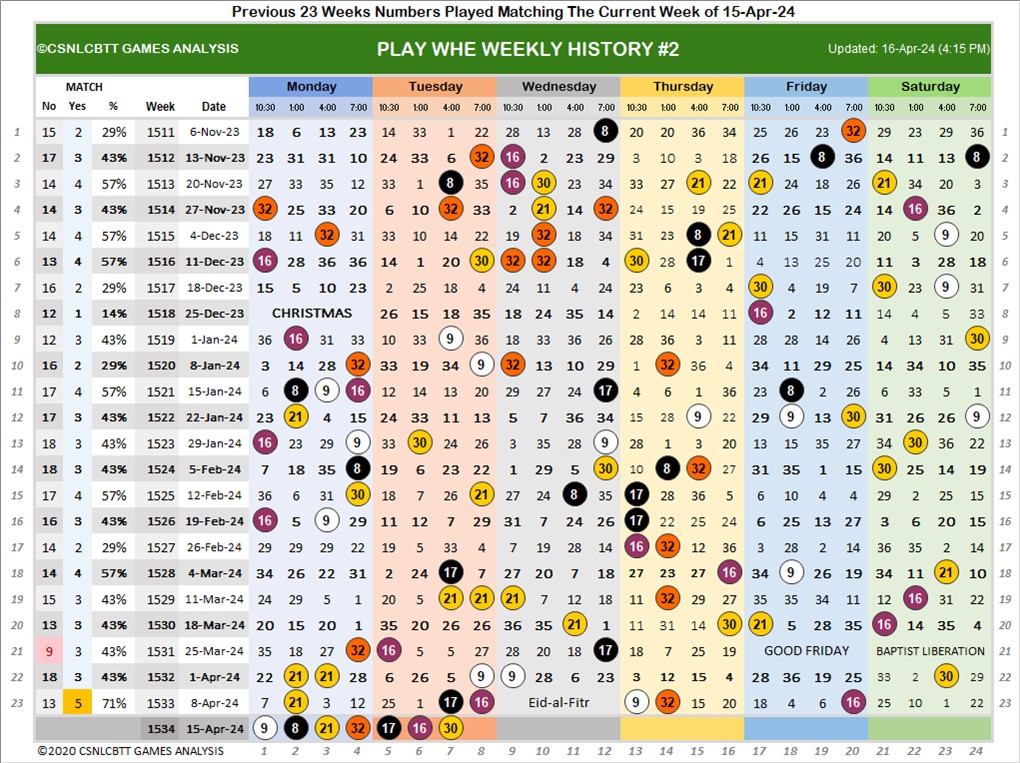 Previous 23 Weeks Numbers Played Matching The Current Week of 15-Apr-24
©CSNLCBTT GAMES ANALYSIS PLAY WHE WEEKLY HISTORY #2 Updated: 16-Apr-24 (4:15 PM)
MATCH Monday Tuesday Wednesday Thursday Friday Saturday
No Yes % Week Date 10:30 1:00 4:00 7:00 10:30 1:00 4:00 7:00 10:30 1:00 4:00 7:00 10:30 1:00 4:00 7:00 10:30 1:00 4:00 7:00 10:30 1:00 4:00 7:00
1 15 2 29% 1511 6-Nov-23 18 6 13 23 14 33 1 22 28 13 28 8 20 20 36 34 25 26 23 32 29 23 29 36 1
2 17 3 43% 1512 13-Nov-23 23 31 31 10 24 33 6 32 16 2 23 29 3 10 3 18 26 15 8 36 14 11 13 8 2
3 14 4 57% 1513 20-Nov-23 27 33 35 12 33 1 8 35 16 30 23 34 33 27 21 22 21 24 18 26 21 34 20 3 3
4 14 3 43% 1514 27-Nov-23 32 25 33 20 6 10 32 33 2 21 14 32 24 15 19 25 22 26 15 24 14 16 36 2 4
5 14 4 57% 1515 4-Dec-23 18 11 32 31 33 10 14 22 19 32 18 34 31 23 8 21 11 15 31 11 20 5 9 20 5
6 13 4 57% 1516 11-Dec-23 16 28 36 36 14 1 20 30 32 32 18 4 30 28 17 1 4 13 25 20 11 3 28 18 6
7 16 2 29% 1517 18-Dec-23 15 5 10 23 2 25 18 4 24 11 4 24 23 6 3 4 30 4 19 7 30 23 9 31 7
8 12 1 14% 1518 25-Dec-23 CHRISTMAS 26 15 18 35 18 24 35 14 2 14 14 11 16 2 12 11 14 4 5 33 8
9 12 3 43% 1519 1-Jan-24 36 16 31 33 10 33 9 36 18 33 36 26 28 36 3 11 28 28 14 26 4 13 31 30 9
10 16 2 29% 1520 8-Jan-24 3 14 28 32 33 19 34 9 32 13 10 29 1 32 36 4 34 11 29 25 14 34 10 35 10
11 17 4 57% 1521 15-Jan-24 6 8 9 16 12 14 13 20 29 27 24 17 4 6 1 36 23 8 2 26 6 33 5 1 11
12 17 3 43% 1522 22-Jan-24 23 21 4 15 24 33 11 13 5 7 36 34 22 15 9 22 29 9 13 30 31 26 26 9 12
13 18 3 43% 1523 29-Jan-24 16 23 29 9 33 30 24 26 3 35 28 9 28 1 3 20 13 15 35 27 34 30 36 22 13
14 18 3 43% 1524 5-Feb-24 7 18 35 8 19 6 23 22 1 29 5 30 10 8 32 27 31 35 1 15 30 25 14 19 14
15 17 4 57% 1525 12-Feb-24 36 6 31 30 18 7 26 21 27 24 8 35 17 28 36 5 6 10 4 4 29 2 25 15 15
16 16 3 43% 1526 19-Feb-24 16 5 9 29 11 12 7 29 31 7 24 26 17 22 25 24 6 25 13 27 3 6 20 15 16
17 14 2 29% 1527 26-Feb-24 29 29 29 22 19 5 33 4 7 19 28 14 16 32 12 36 3 28 2 14 36 35 2 14 17
18 14 4 57% 1528 4-Mar-24 34 26 22 31 2 24 17 27 27 20 7 18 27 23 27 16 34 9 26 19 34 11 21 10 18
19 15 3 43% 1529 11-Mar-24 24 29 5 1 20 5 21 21 21 7 12 18 11 32 29 27 35 35 34 11 12 16 31 22 19
20 13 3 43% 1530 18-Mar-24 20 15 20 1 35 20 26 26 36 35 21 1 11 31 14 30 21 5 28 35 16 14 35 4 20
21 9 3 43% 1531 25-Mar-24 35 18 27 32 16 5 5 27 28 20 18 17 18 7 25 19 GOOD FRIDAY BAPTIST LIBERATION 21
22 18 3 43% 1532 1-Apr-24 22 21 21 28 6 26 5 9 9 28 6 23 3 12 15 4 28 36 19 25 33 2 30 29 22
23 13 5 71% 1533 8-Apr-24 7 21 3 12 25 1 17 16 Eid-al-Fitr 9 32 15 20 18 4 6 16 25 10 1 22 23
1534 15-Apr-24 9 8 21 32 17 16 30
©2020 CSNLCBTT GAMES ANALYSIS 1 2 3 4 5 6 7 8 9 10 11 12 13 14 15 16 17 18 19 20 21 22 23 24